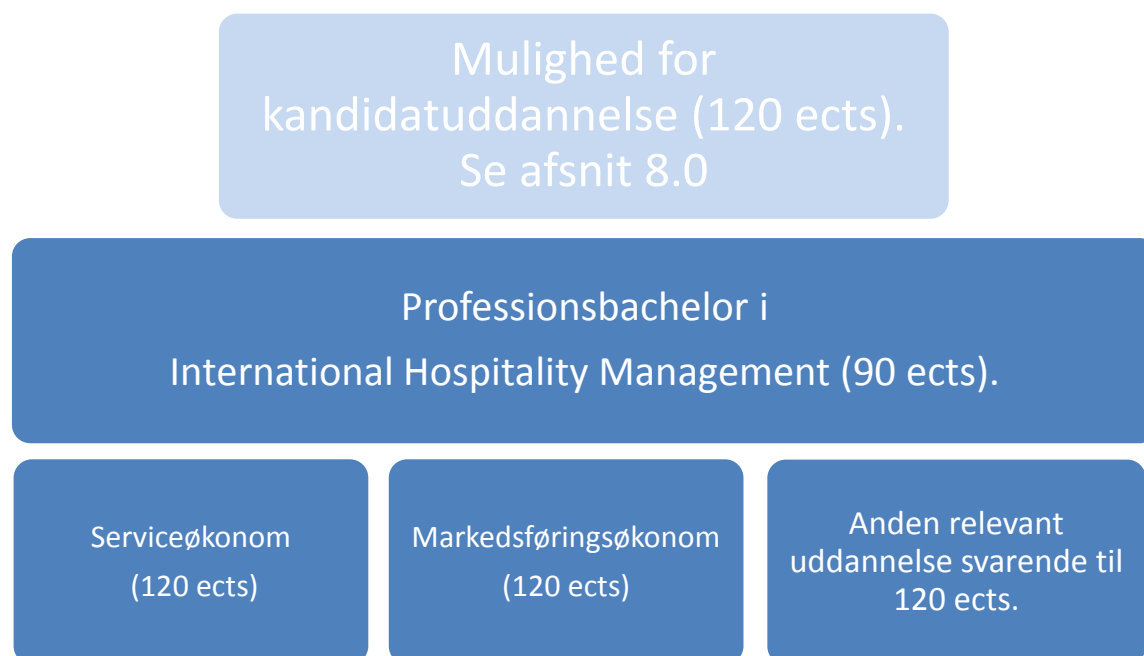 Mulighed for
kandidatuddannelse (120 ects).
Se afsnit 8.0
Professionsbachelor i
International Hospitality Management (90 ects).
Serviceøkonom
(120 ects)
Markedsføringsøkonom
(120 ects)
Anden relevant
uddannelse svarende til
120 ects.